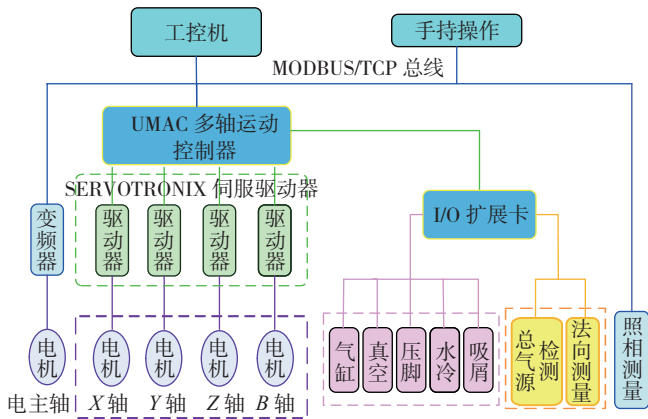 工控机
手持操作
MODBUS/TCP 总线
UMAC 多轴运动
控制器
SERVOTRONIX 伺服驱动器
变频器
驱动器
驱动器
驱动器
驱动器
I/O 扩展卡
电机
电机
电机
电机
电机
气缸
真空
压脚
水冷
吸屑
总气源
检测
法向测量
照相测量
电主轴
X 轴
Y 轴
Z 轴
B 轴